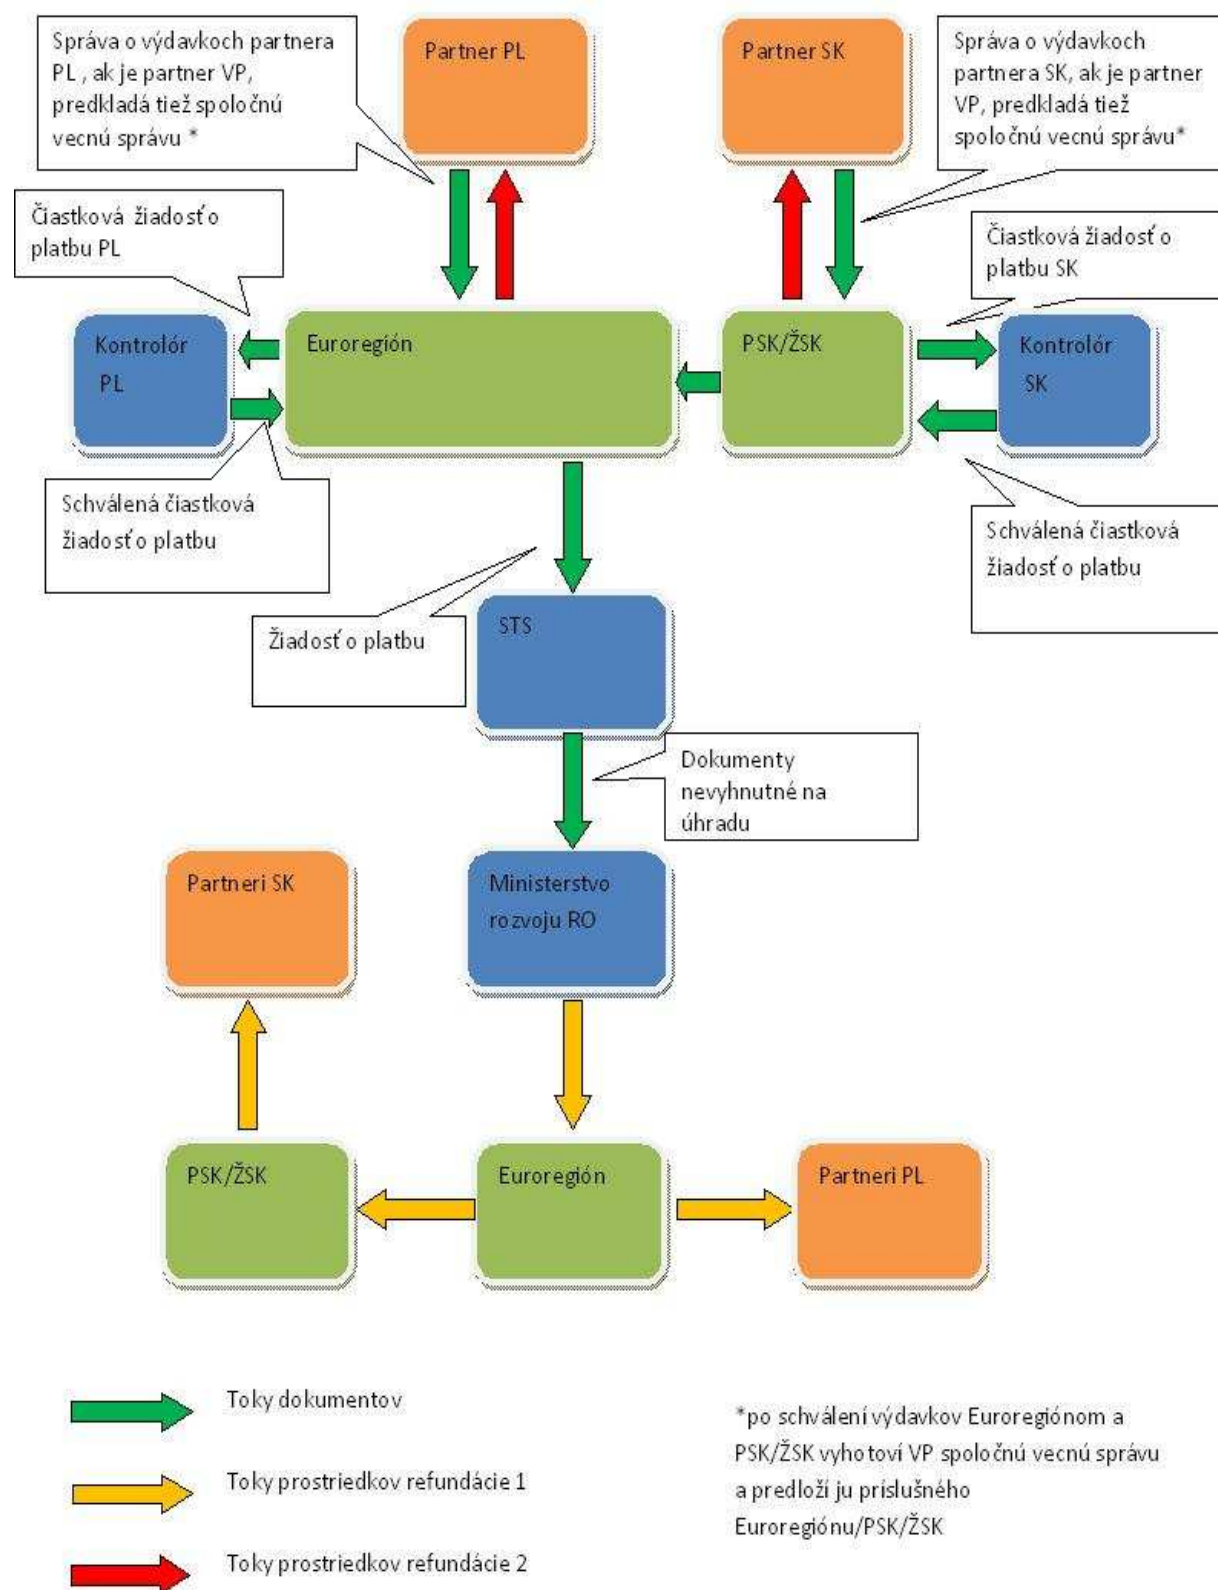 Správa o výdavkoch partnera
PL , ak je partner VP,
predkladá tiež spoločnú
vecnú správu *
Partner PL
Partner SK
Správa o výdavkoch
partnera SK, ak je partner
VP, predkladá tiež
spoločnú vecnú správu*
Čiastková žiadosť o
platbu PL
Čiastková žiadosť o
platbu SK
Kontrolór
PL
Euroregión
PSK/ŽSK
Kontrolór
SK
Schválená čiastková
žiadosť o platbu
Schválená čiastková
žiadosť o platbu
Žiadosť o platbu
STS
Dokumenty
nevyhnutné na
úhradu
Partneri SK
Ministerstvo
rozvoju RO
PSK/ŽSK
Euroregión
Partneri PL
Toky dokumentov
Toky prostriedkov refundácie 1
Toky prostriedkov refundácie 2
*po schválení výdavkov Euroregiónom a
PSK/ŽSK vyhotoví VP spoločnú vecnú správu
a predloží ju príslušného
Euroregiónu/PSK/ŽSK